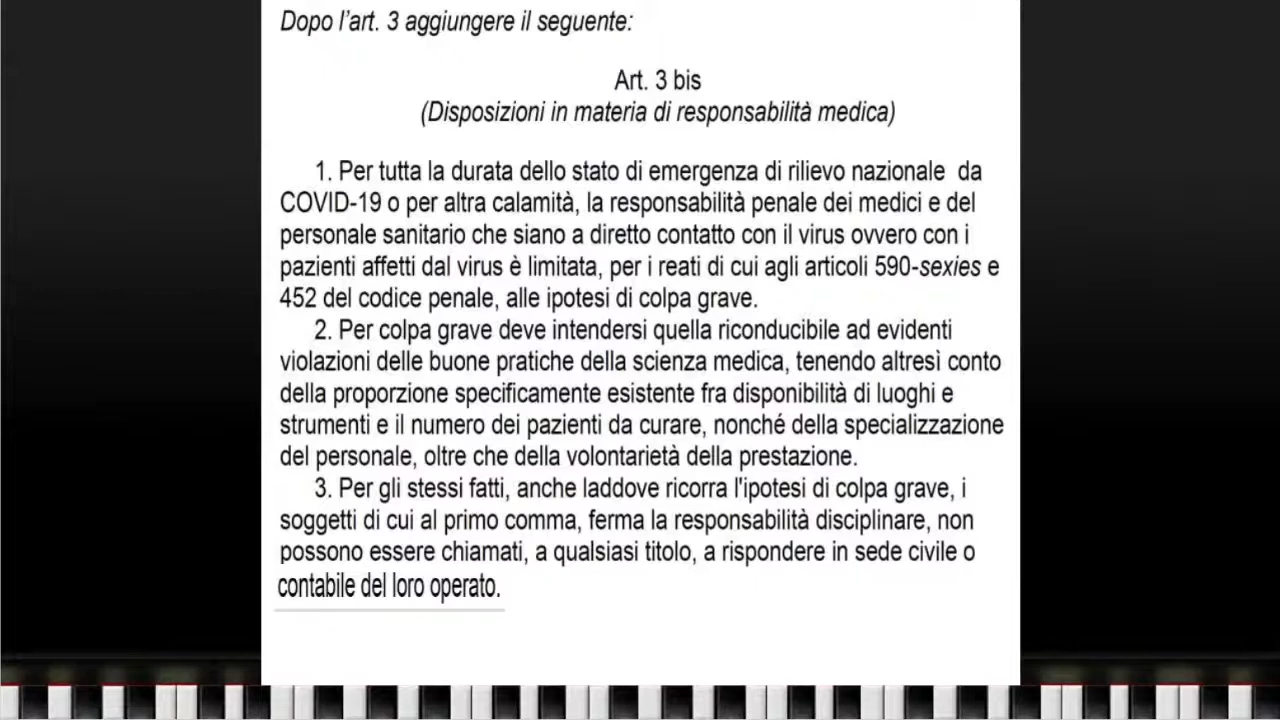 Dopo l’art. 3 aggiungere il seguente:
Art. 3 bis
(Disposizioni in materia di responsabilità medica)
1. Per tutta la durata dello stato di emergenza di rilievo nazionale da
COVID-19 o per altra calamità, la responsabilità penale dei medici e del
personale sanitario che siano a diretto contatto con il virus ovvero con i
pazienti affetti dal virus è limitata, per i reati di cui agli articoli 590-sexies e
452 del codice penale, alle ipotesi di colpa grave.
2. Per colpa grave deve intendersi quella riconducibile ad evidenti
violazioni delle buone pratiche della scienza medica, tenendo altresì conto
della proporzione specificamente esistente fra disponibilità di luoghi e
strumenti e il numero dei pazienti da curare, nonché della specializzazione
del personale, oltre che della volontarietà della prestazione.
3. Per gli stessi fatti, anche laddove ricorra l'ipotesi di colpa grave, i
soggetti di cui al primo comma, ferma la responsabilità disciplinare, non
possono essere chiamati, a qualsiasi titolo, a rispondere in sede civile o
contabile del loro operato.